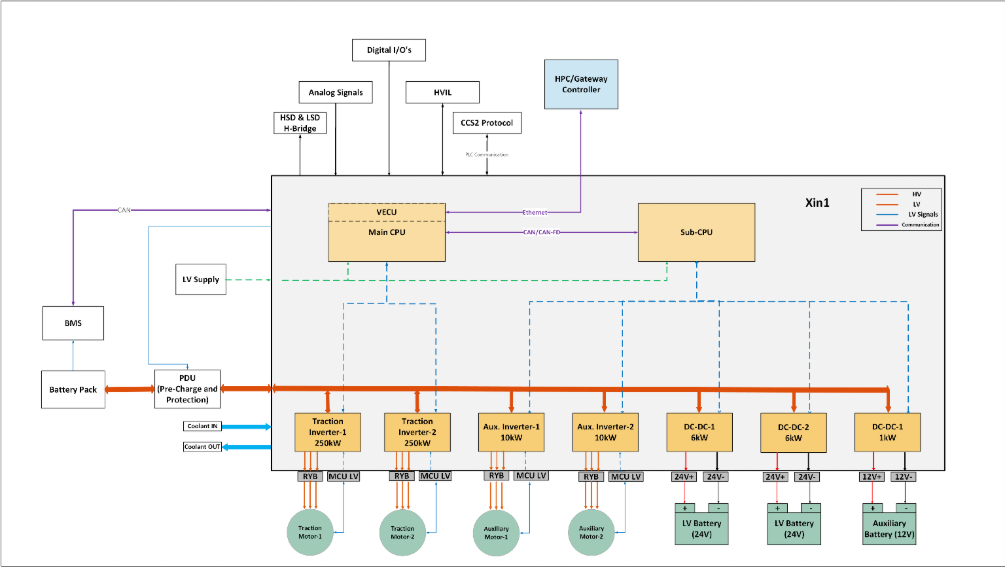 Digital I/O's
HPC/Gateway
Controller
Analog Signals
HVIL
HSD & LSD
H-Bridge
CCS2 Protocol
PLC Communication
Xin1
HV
LV
LV Signals
Communication
CAN
VECU
Main CPU
Ethernet
CAN/CAN-FD
Sub-CPU
LV Supply
BMS
Battery Pack
PDU
(Pre-Charge and
Protection)
Coolant IN
Coolant OUT
Traction
Inverter-1
250kW
Traction
Inverter-2
250kW
Aux. Inverter-1
10kW
Aux. Inverter-2
10kW
DC-DC-1
6kW
DC-DC-2
6kW
DC-DC-1
1kW
RYB
MCU LV
RYB
MCU LV
RYB
MCU LV
RYB
MCU LV
24V+
24V-
24V+
24V-
12V+
12V-
Traction
Motor-1
Traction
Motor-2
Auxiliary
Motor-1
Auxiliary
Motor-2
+ -
LV Battery
(24V)
+ -
LV Battery
(24V)
+ -
Auxiliary
Battery (12V)